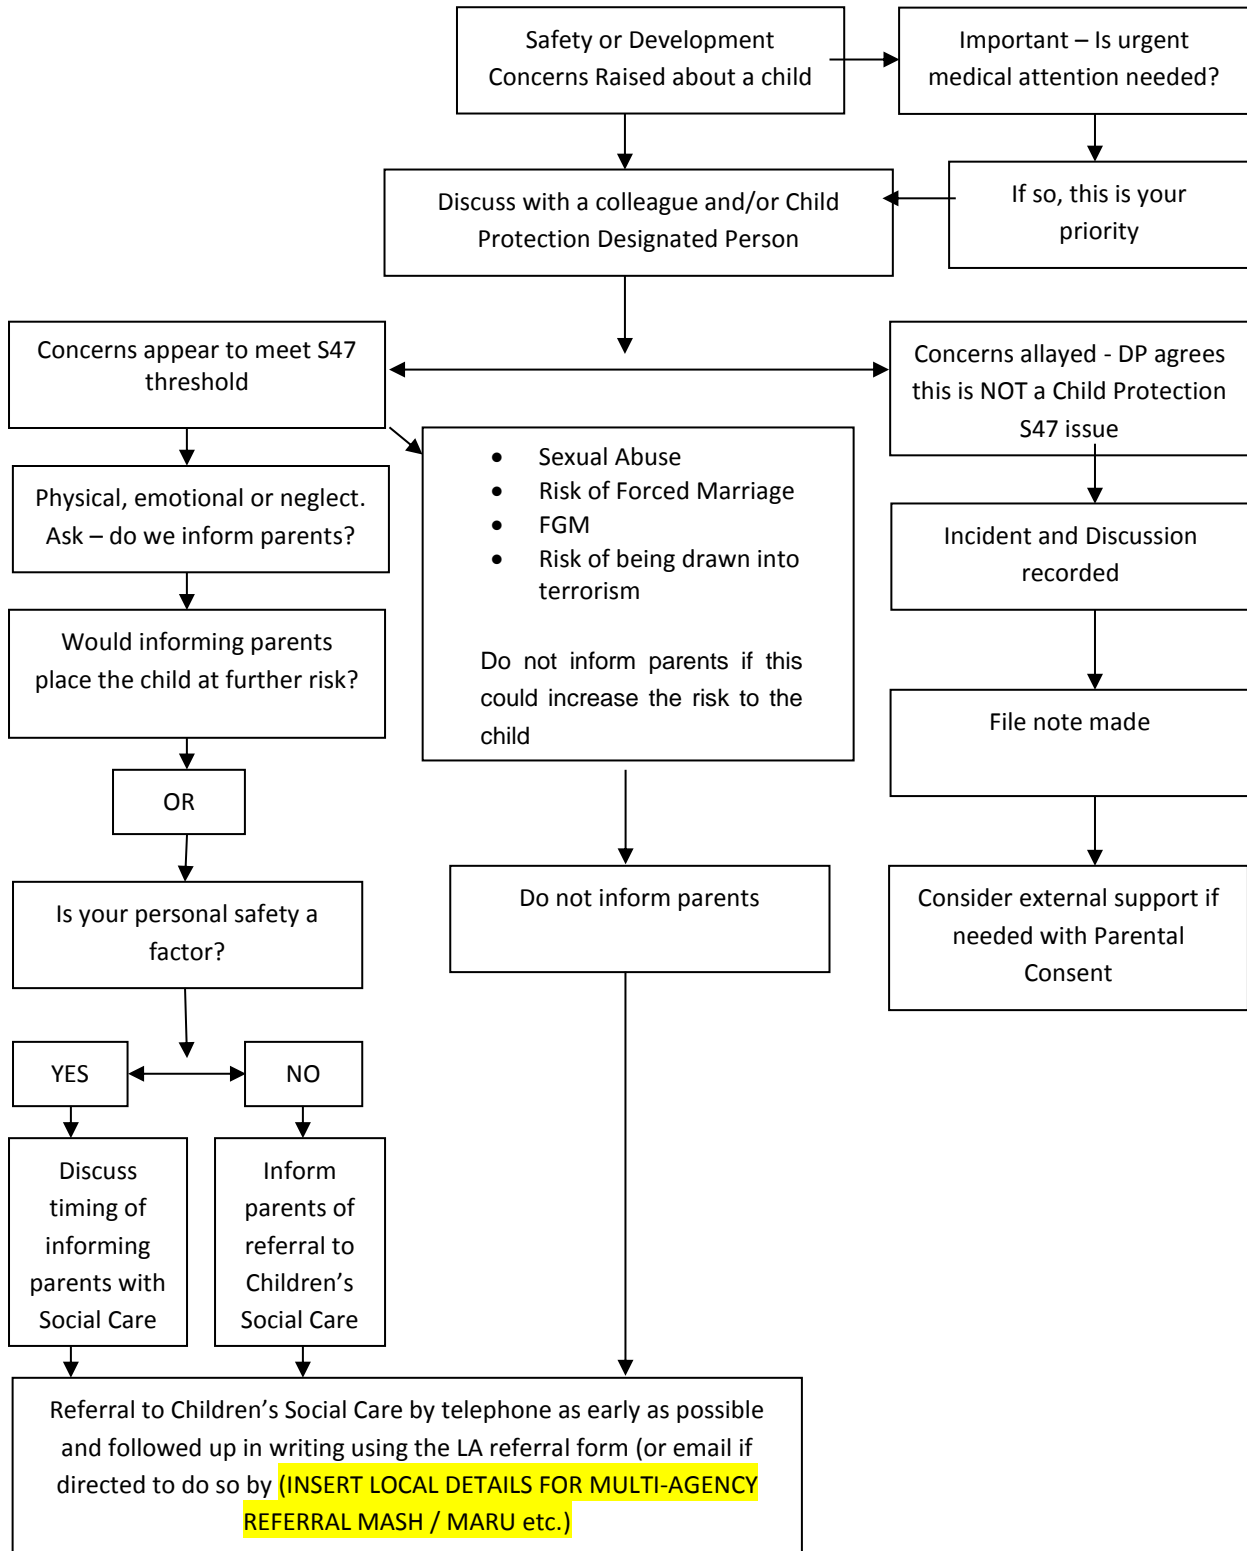 Safety or Development
Concerns Raised about a child
Important – Is urgent
medical attention needed?
Discuss with a colleague and/or Child
Protection Designated Person
If so, this is your
priority
Concerns appear to meet S47
threshold
Concerns allayed - DP agrees
this is NOT a Child Protection
S47 issue
Physical, emotional or neglect.
Ask – do we inform parents?
• Sexual Abuse
• Risk of Forced Marriage
• FGM
• Risk of being drawn into
terrorism
Do not inform parents if this
could increase the risk to the
child
Incident and Discussion
recorded
Would informing parents
place the child at further risk?
File note made
OR
Is your personal safety a
factor?
Do not inform parents
Consider external support if
needed with Parental
Consent
YES
NO
Discuss
timing of
informing
parents with
Social Care
Inform
parents of
referral to
Children’s
Social Care
Referral to Children’s Social Care by telephone as early as possible
and followed up in writing using the LA referral form (or email if
directed to do so by (INSERT LOCAL DETAILS FOR MULTI-AGENCY
REFERRAL MASH / MARU etc.)